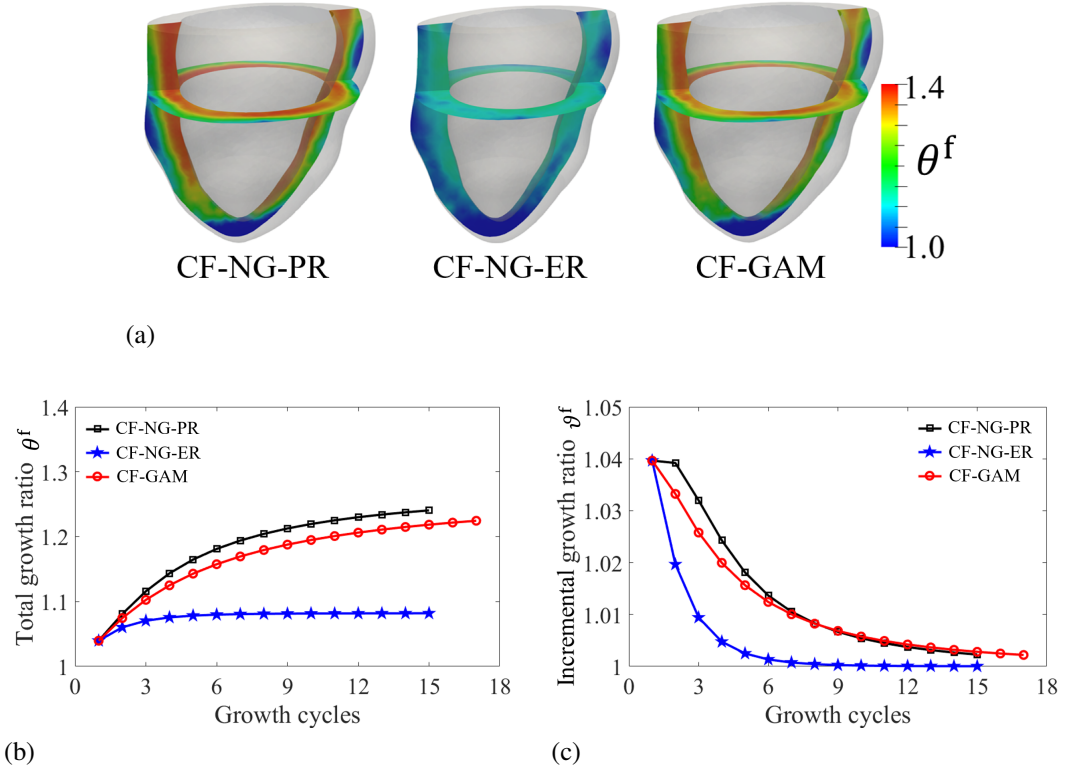 1.4
θᶠ
1.0
CF-NG-PR
CF-NG-ER
CF-GAM
(a)
Total growth ratio θᶠ
1.4
1.3
1.2
1.1
1
CF-NG-PR
CF-NG-ER
CF-GAM
0 3 6 9 12 15 18
Growth cycles
(b)
Incremental growth ratio ϑᶠ
1.05
1.04
1.03
1.02
1.01
1
CF-NG-PR
CF-NG-ER
CF-GAM
0 3 6 9 12 15 18
Growth cycles
(c)